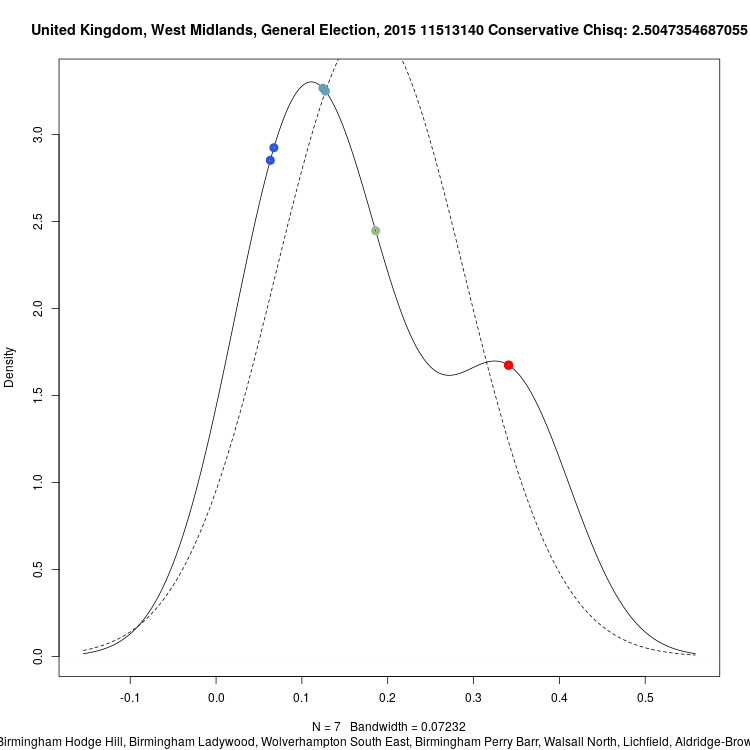 United Kingdom, West Midlands, General Election, 2015 11513140 Conservative Chisq: 2.5047354687055
3.0
2.5
2.0
1.5
1.0
0.5
0.0
Density
-0.1 0.0 0.1 0.2 0.3 0.4 0.5
N = 7 Bandwidth = 0.07232
Birmingham Hodge Hill, Birmingham Ladywood, Wolverhampton South East, Birmingham Perry Barr, Walsall North, Lichfield, Aldridge-Brow